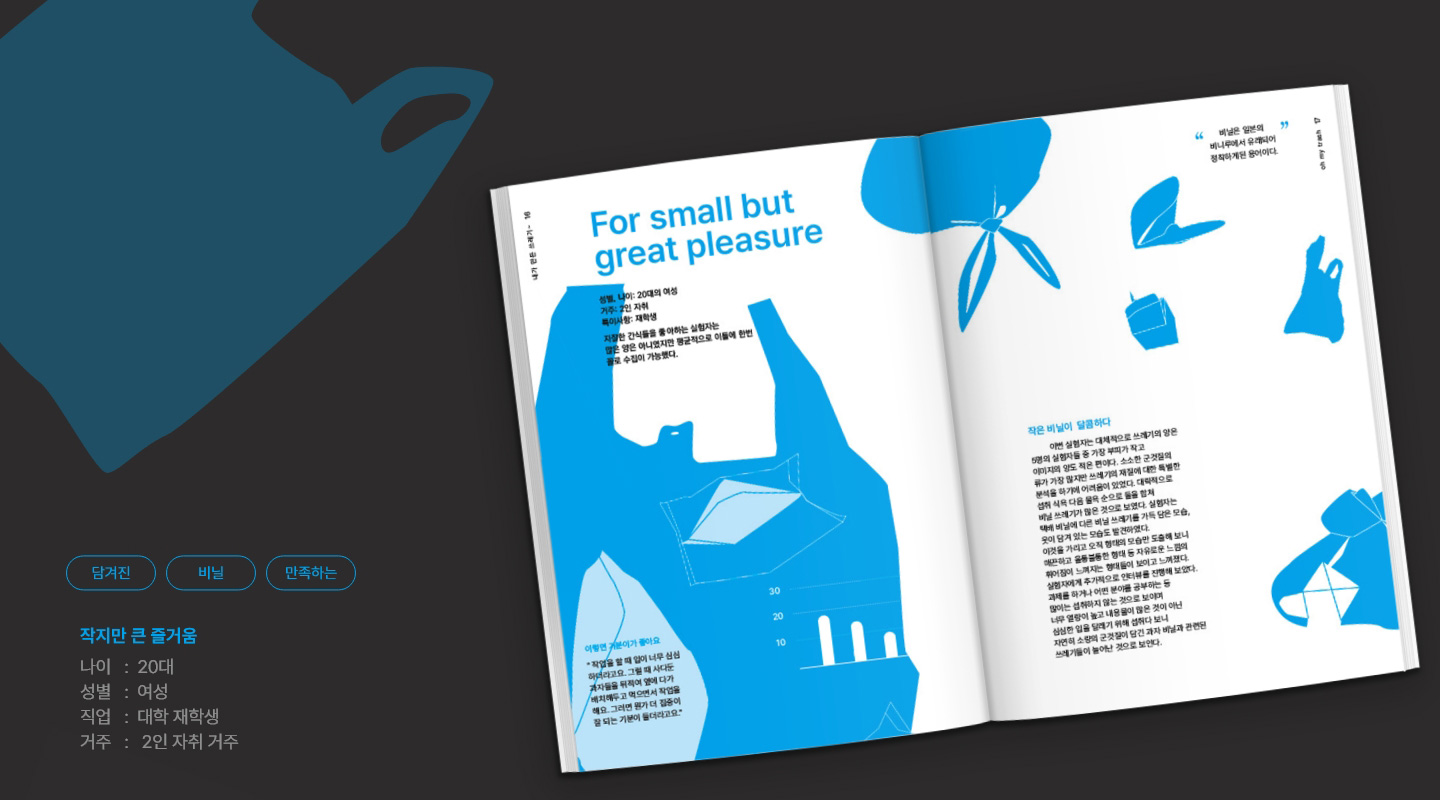 담겨진
비닐
만족하는
작지만 큰 즐거움
나이 : 20대
성별 : 여성
직업 : 대학 재학생
거주 : 2인 자취 거주
내가 만든 쓰레기- 16
For small but
great pleasure
성별, 나이: 20대의 여성
거주: 2인 자취
특이사항: 재학생
자잘한 간식들을 좋아하는 실험자는
많은 양은 아니였지만 평균적으로 이틀에 한번
꼴로 수집이 가능했다.
30
20
10
이렇면 기분이가 좋아요
"작업을 할 때 입이 너무 심심
하더라고요. 그럴 때 사다둔
과자들을 뒤적여 옆에 다가
배치해두고 먹으면서 작업을
해요. 그러면 뭔가 더 집중이
잘 되는 기분이 들더라고요."
“ 비닐은 일본의 ”
비니루에서 유래되어
정착하게된 용어이다.
oh my trash 17
작은 비닐이 달콤하다
이번 실험자는 대체적으로 쓰레기의 양은
5명의 실험자들 중 가장 부피가 작고
이미지의 양도 적은 편이다. 소소한 군것질의
류가 가장 많지만 쓰레기의 재질에 대한 특별한
분석을 하기에 어려움이 있었다. 대략적으로
섭취 식욕 다음 물욕 순으로 둘을 합쳐
비닐 쓰레기가 많은 것으로 보였다. 실험자는
택배 비닐에 다른 비닐 쓰레기를 가득 담은 모습,
옷이 담겨 있는 모습도 발견하였다.
이것을 가리고 오직 형태의 모습만 도출해 보니
매끈하고 울퉁불퉁한 형태 등 자유로운 느낌의
튀어짐이 느껴지는 형태들이 보이고 느껴졌다.
실험자에게 추가적으로 인터뷰를 진행해 보았다.
과제를 하거나 어떤 분야를 공부하는 등
많이는 섭취하지 않는 것으로 보이며
너무 열량이 높고 내용물이 많은 것이 아닌
심심한 입을 달래기 위해 섭취다 보니
자연히 소량의 군것질이 담긴 과자 비닐과 관련된
쓰레기들이 늘어난 것으로 보인다.